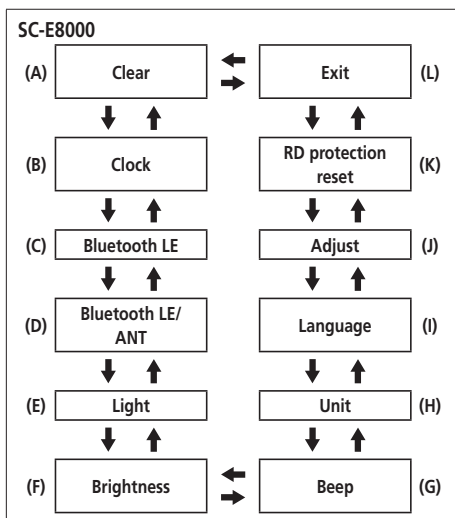 SC-E8000
(A) Clear Exit (L)
(B) Clock RD protection
reset (K)
(C) Bluetooth LE Adjust (J)
(D) Bluetooth LE/
ANT Language (I)
(E) Light Unit (H)
(F) Brightness Beep (G)